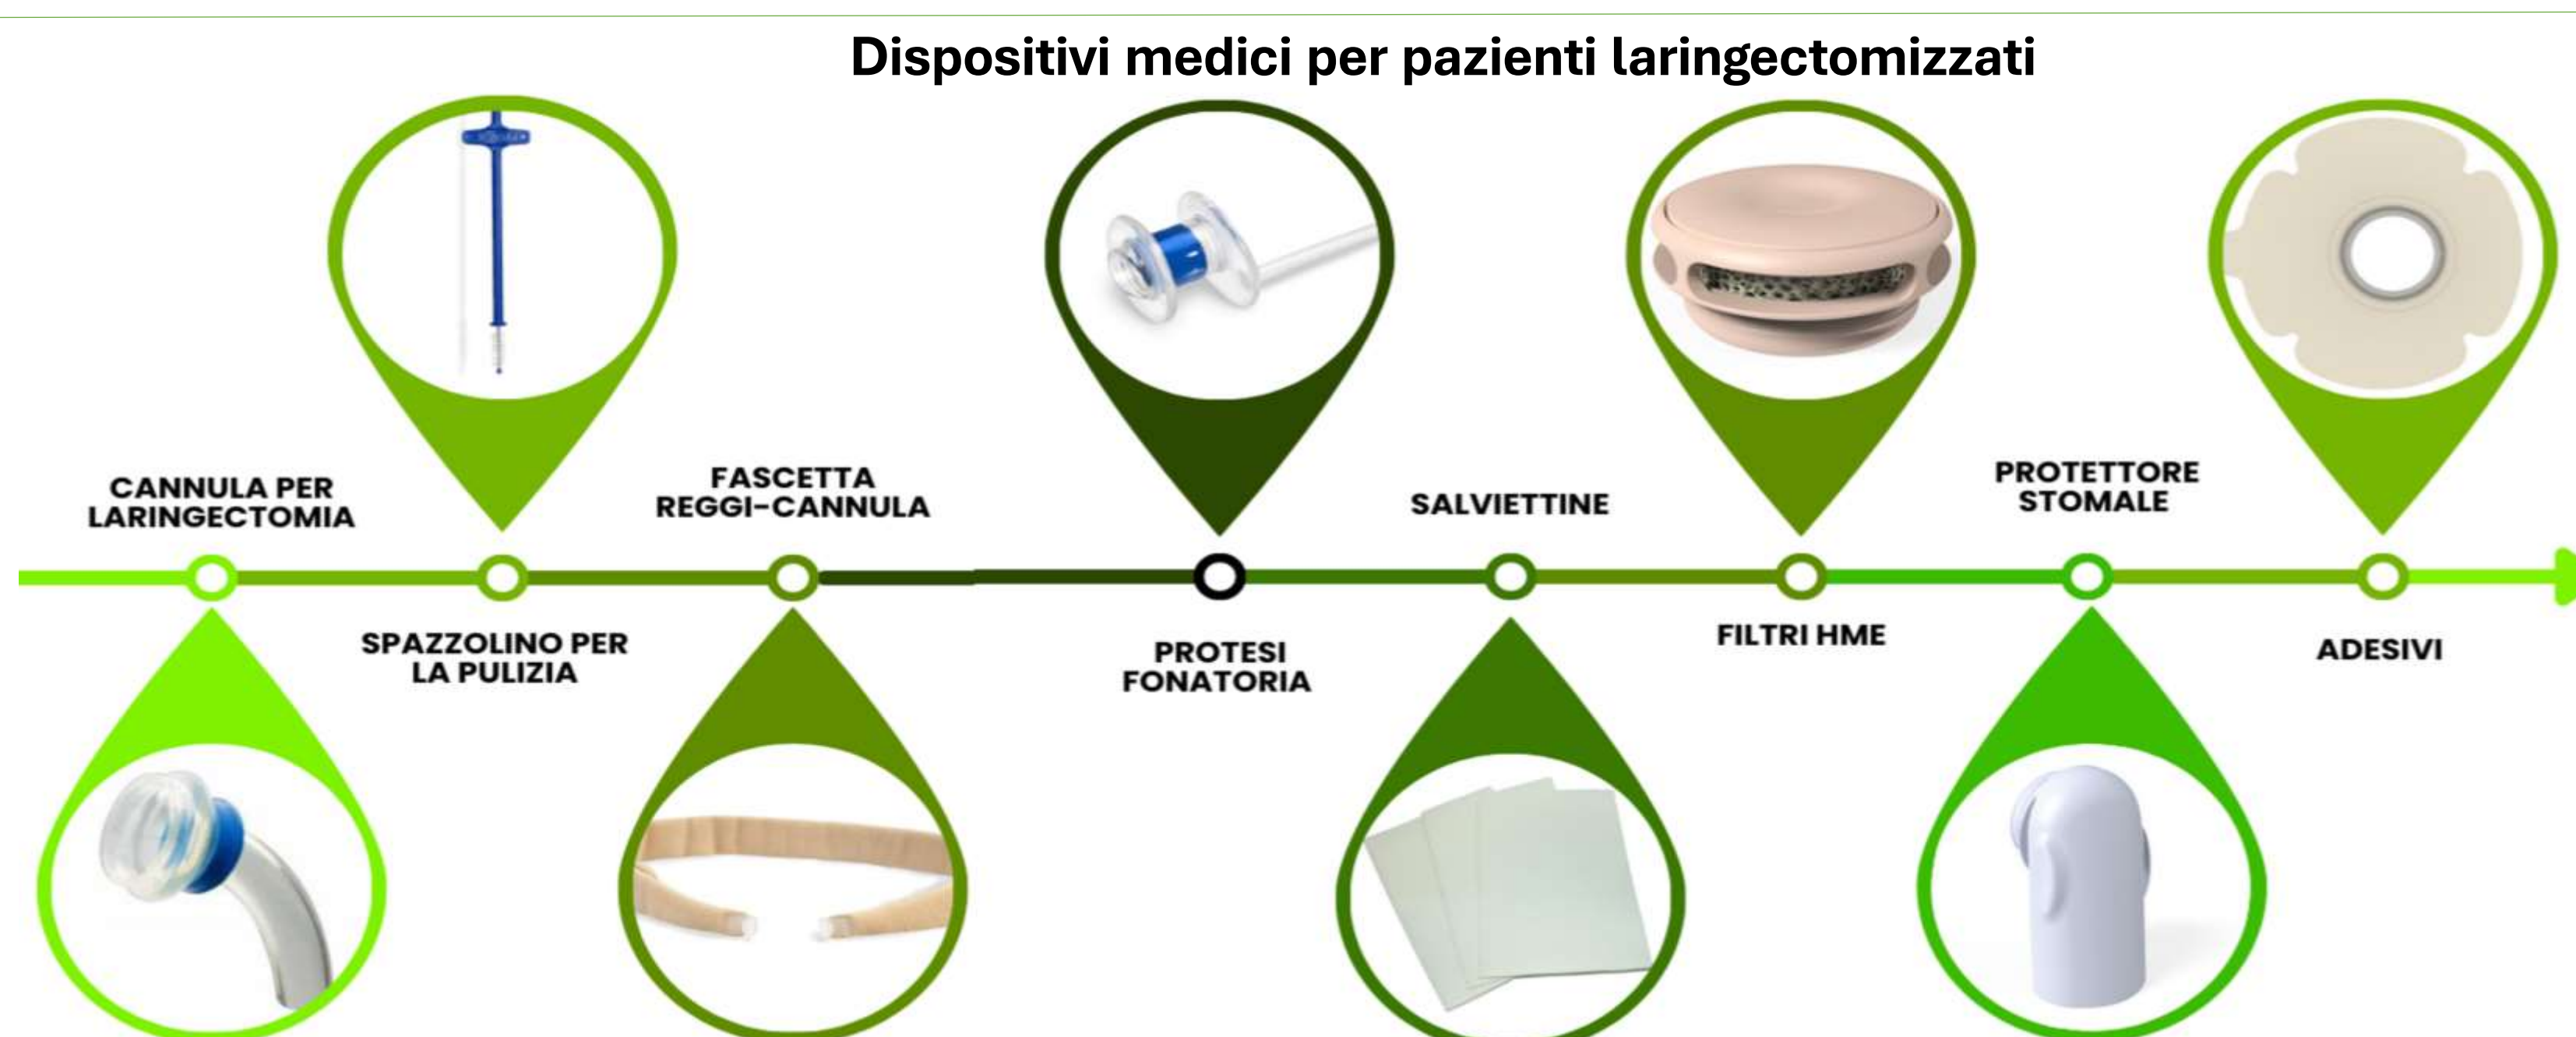 Dispositivi medici per pazienti laringectomizzati
CANNULA PER
LARINGECTOMIA
SPAZZOLINO PER
LA PULIZIA
FASCETTA
REGGI-CANNULA
PROTESI
FONATORIA
SALVIETTINE
FILTRI HME
PROTETTORE
STOMALE
ADESIVI